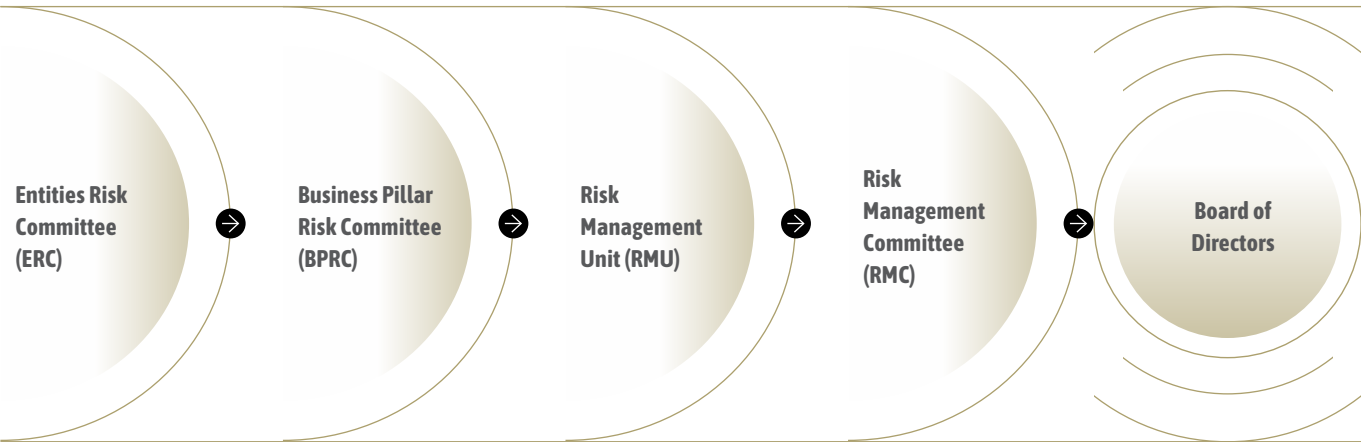 Entities Risk
Committee
(ERC)
Business Pillar
Risk Committee
(BPRC)
Risk
Management
Unit (RMU)
Risk
Management
Committee
(RMC)
Board of
Directors